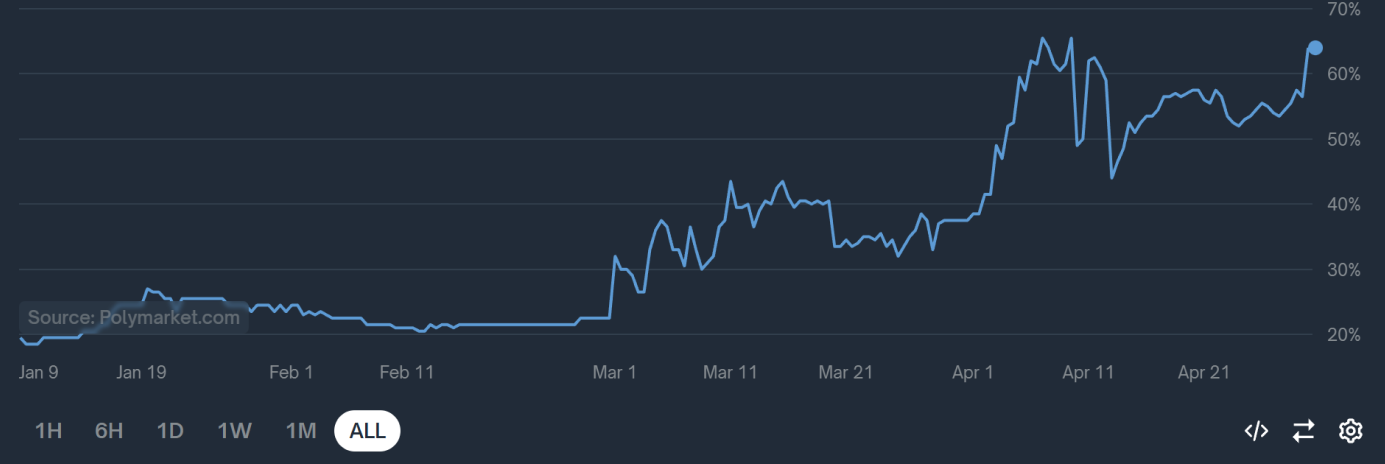 70%
60%
50%
40%
30%
Source: Polymarket.com
20%
Jan 9 Jan 19 Feb 1 Feb 11 Mar 1 Mar 11 Mar 21 Apr 1 Apr 11 Apr 21
1H 6H 1D 1W 1M ALL </>